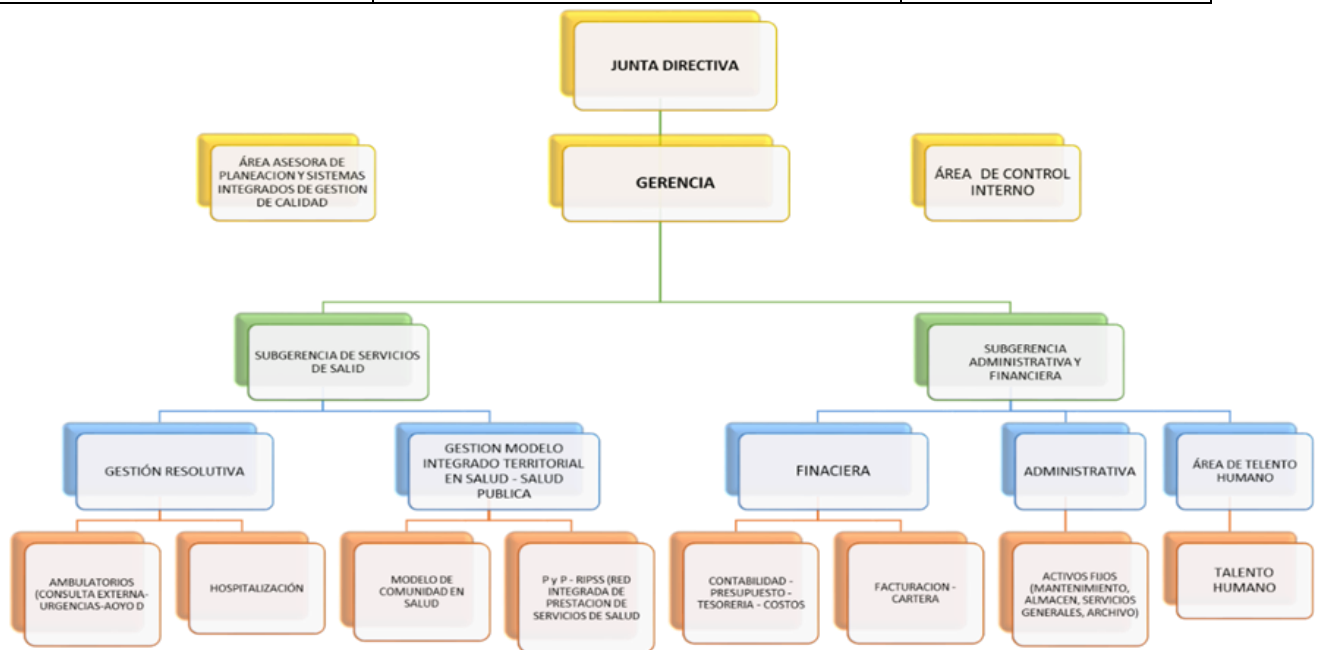 JUNTA DIRECTIVA
ÁREA ASESORA DE
PLANEACION Y SISTEMAS
INTEGRADOS DE GESTION
DE CALIDAD
GERENCIA
ÁREA DE CONTROL
INTERNO
SUBGERENCIA DE SERVICIOS
DE SALID
SUBGERENCIA
ADMINISTRATIVA Y
FINANCIERA
GESTIÓN RESOLUTIVA
GESTION MODELO
INTEGRADO TERRITORIAL
EN SALUD - SALUD
PUBLICA
FINACIERA
ADMINISTRATIVA
ÁREA DE TELENTO
HUMANO
AMBULATORIOS
(CONSULTA EXTERNA-
URGENCIAS-AOYO D
HOSPITALIZACIÓN
MODELO DE
COMUNIDAD EN
SALUD
P y P - RIPSS (RED
INTEGRADA DE
PRESTACION DE
SERVICIOS DE SALUD
CONTABILIDAD -
PRESUPUESTO -
TESORERIA - COSTOS
FACTURACION -
CARTERA
ACTIVOS FIJOS
(MANTENIMIENTO,
ALMACEN, SERVICIOS
GENERALES, ARCHIVO)
TALENTO
HUMANO